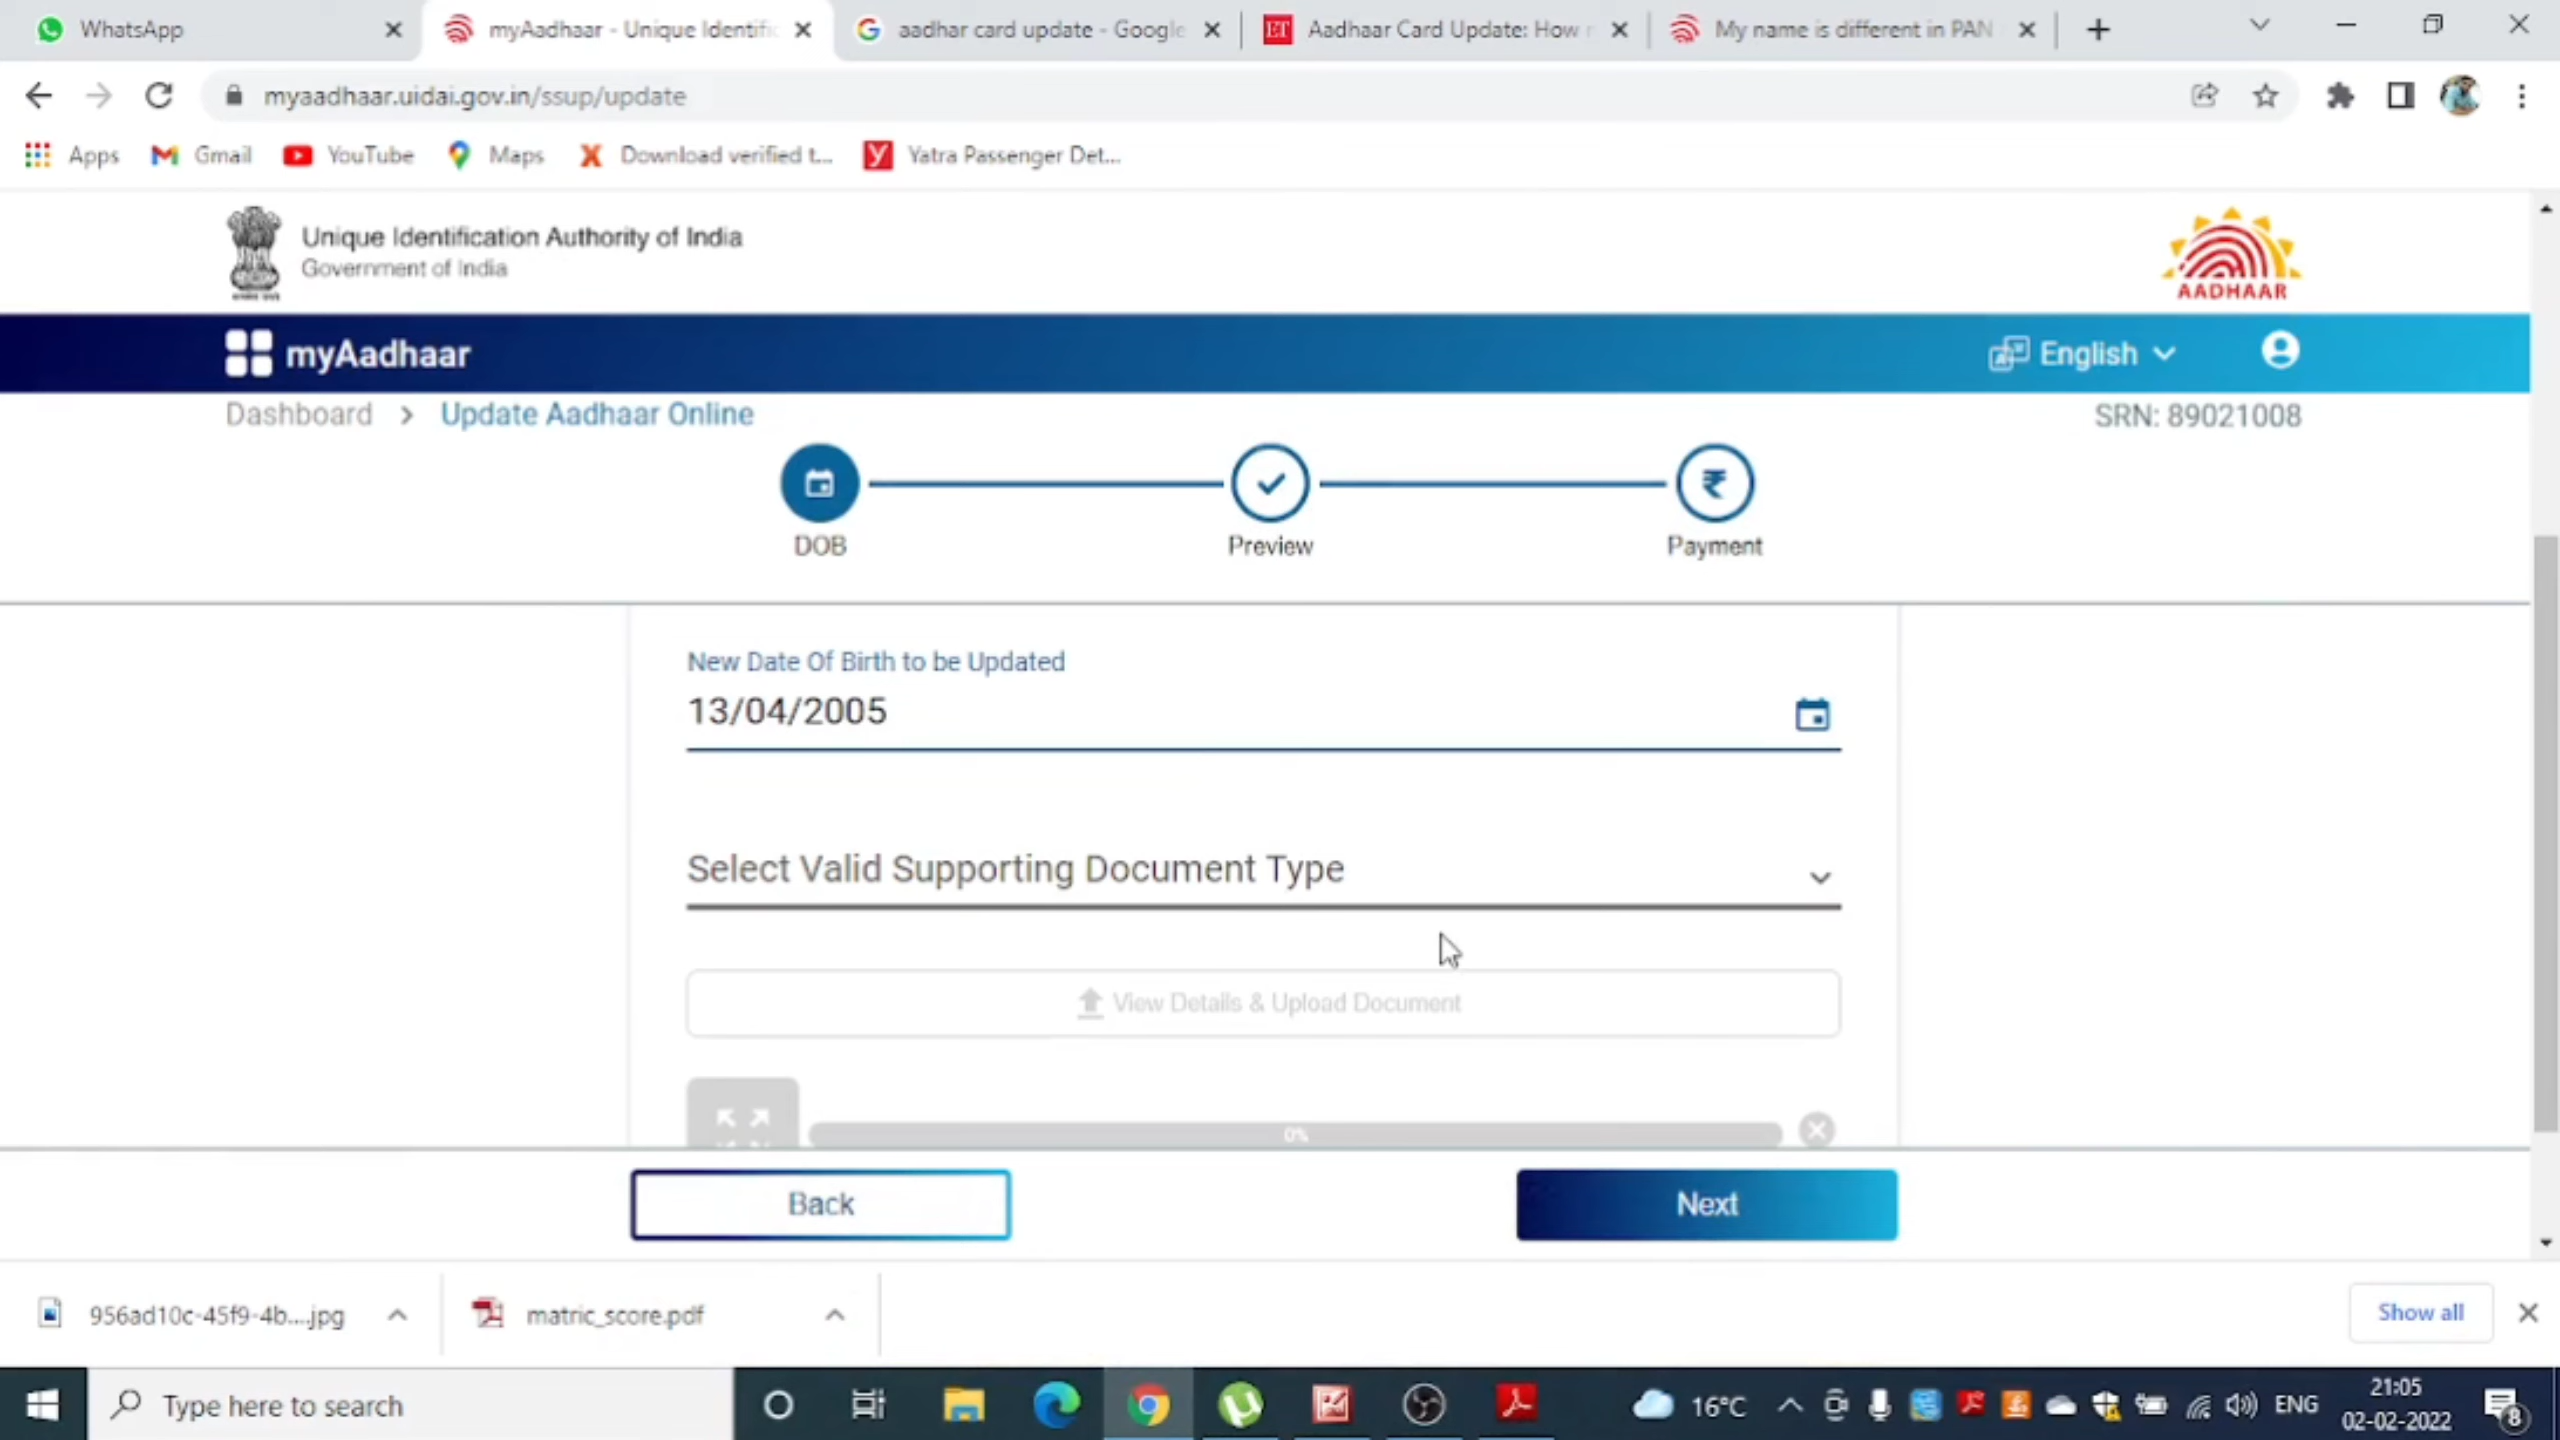 WhatsApp
myAadhaar - Unique Identific
aadhar card update - Google
ET
Aadhaar Card Update: How
My name is different in PAN
myaadhaar.uidai.gov.in/ssup/update
Apps
Gmail
YouTube
Maps
Download verified t...
Yatra Passenger Det...
Unique Identification Authority of India
Government of India
AADHAAR
myAadhaar
English
Dashboard > Update Aadhaar Online
SRN: 89021008
DOB
Preview
Payment
New Date Of Birth to be Updated
13/04/2005
Select Valid Supporting Document Type
View Details & Upload Document
0%
Back
Next
956ad10c-45f9-4b....jpg
matric_score.pdf
Show all
Type here to search
16°C
ENG
21:05
02-02-2022
8